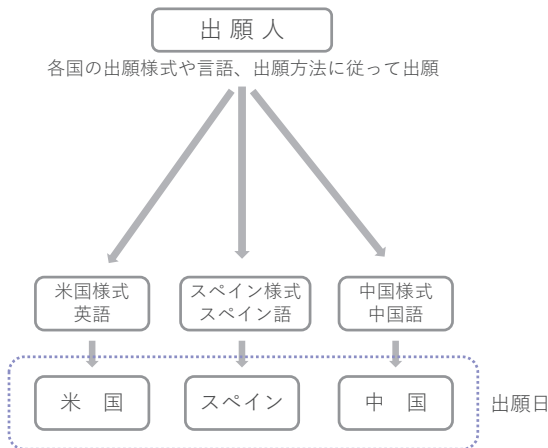 出願人
各国の出願様式や言語、出願方法に従って出願
米国様式
英語
スペイン様式
スペイン語
中国様式
中国語
米　国
スペイン
中　国
出願日